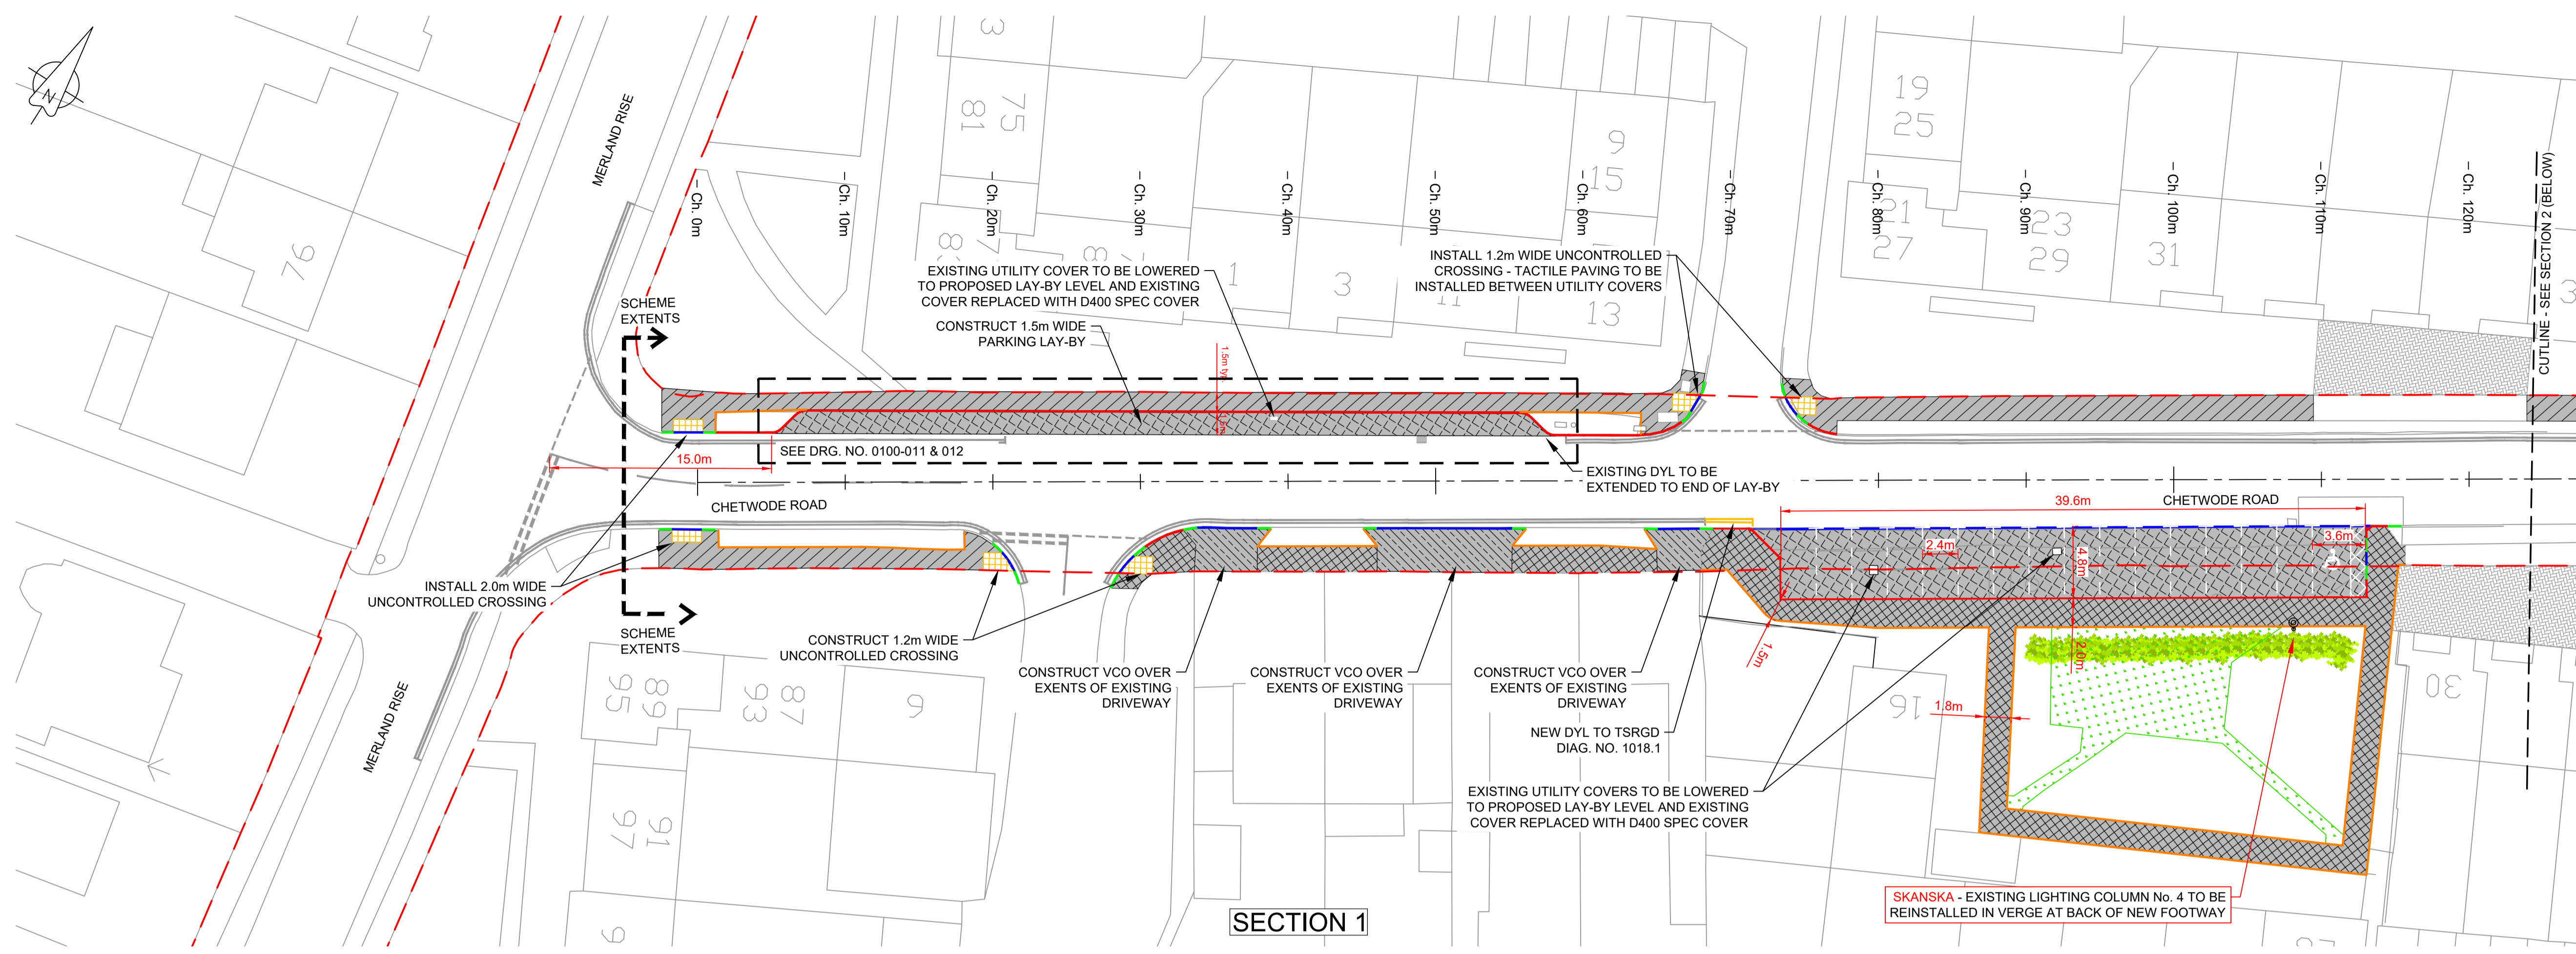 N
MERLAND RISE
76
3
75
81
9
15
19
25
21
27
23
29
31
1
3
11
13
Ch. 0m
Ch. 10m
Ch. 20m
Ch. 30m
Ch. 40m
Ch. 50m
Ch. 60m
Ch. 70m
Ch. 80m
Ch. 90m
Ch. 100m
Ch. 110m
Ch. 120m
CUTLINE - SEE SECTION 2 (BELOW)
SCHEME
EXTENTS
EXISTING UTILITY COVER TO BE LOWERED
TO PROPOSED LAY-BY LEVEL AND EXISTING
COVER REPLACED WITH D400 SPEC COVER
CONSTRUCT 1.5m WIDE
PARKING LAY-BY
INSTALL 1.2m WIDE UNCONTROLLED
CROSSING - TACTILE PAVING TO BE
INSTALLED BETWEEN UTILITY COVERS
1.5m typ.
1.5m
SEE DRG. NO. 0100-011 & 012
15.0m
EXISTING DYL TO BE
EXTENDED TO END OF LAY-BY
CHETWODE ROAD
39.6m
CHETWODE ROAD
2.4m
4.8m
3.6m
INSTALL 2.0m WIDE
UNCONTROLLED CROSSING
SCHEME
EXTENTS
CONSTRUCT 1.2m WIDE
UNCONTROLLED CROSSING
CONSTRUCT VCO OVER
EXENTS OF EXISTING
DRIVEWAY
CONSTRUCT VCO OVER
EXENTS OF EXISTING
DRIVEWAY
CONSTRUCT VCO OVER
EXENTS OF EXISTING
DRIVEWAY
NEW DYL TO TSRGD
DIAG. NO. 1018.1
1.5m
2.0m
1.8m
EXISTING UTILITY COVERS TO BE LOWERED
TO PROPOSED LAY-BY LEVEL AND EXISTING
COVER REPLACED WITH D400 SPEC COVER
MERLAND RISE
89
95
87
93
91
97
6
16
30
SKANSKA - EXISTING LIGHTING COLUMN No. 4 TO BE
REINSTALLED IN VERGE AT BACK OF NEW FOOTWAY
SECTION 1